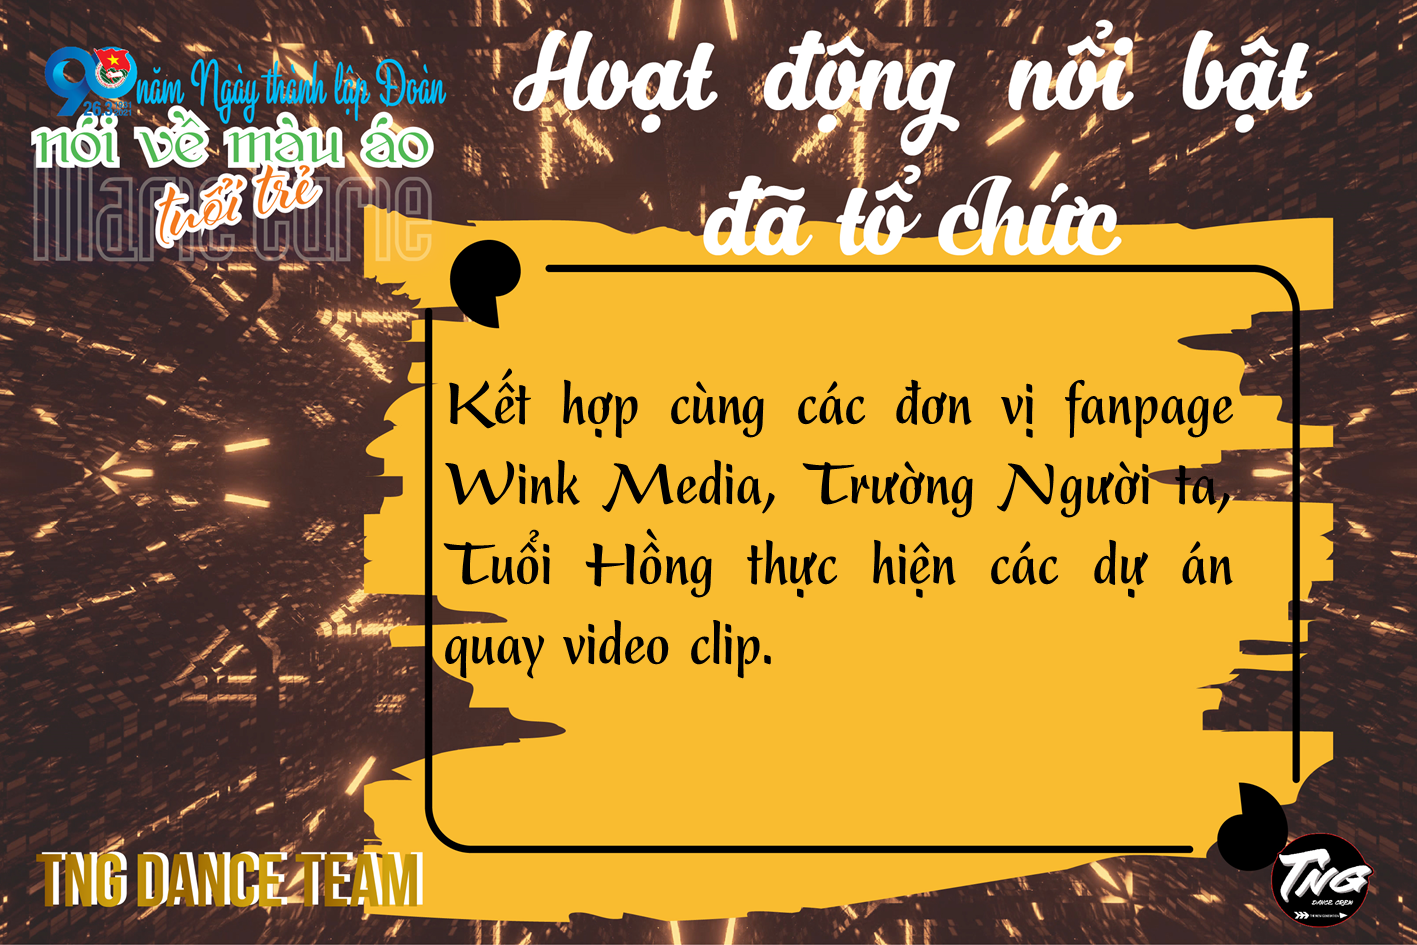 90 năm Ngày thành lập Đoàn
nói về màu áo
tuổi trẻ
Marie Curie
Hoạt động nổi bật
đã tổ chức
Kết hợp cùng các đơn vị fanpage
Wink Media, Trường Người ta,
Tuổi Hồng thực hiện các dự án
quay video clip.
TNG DANCE TEAM
TNG
DANCE CREW